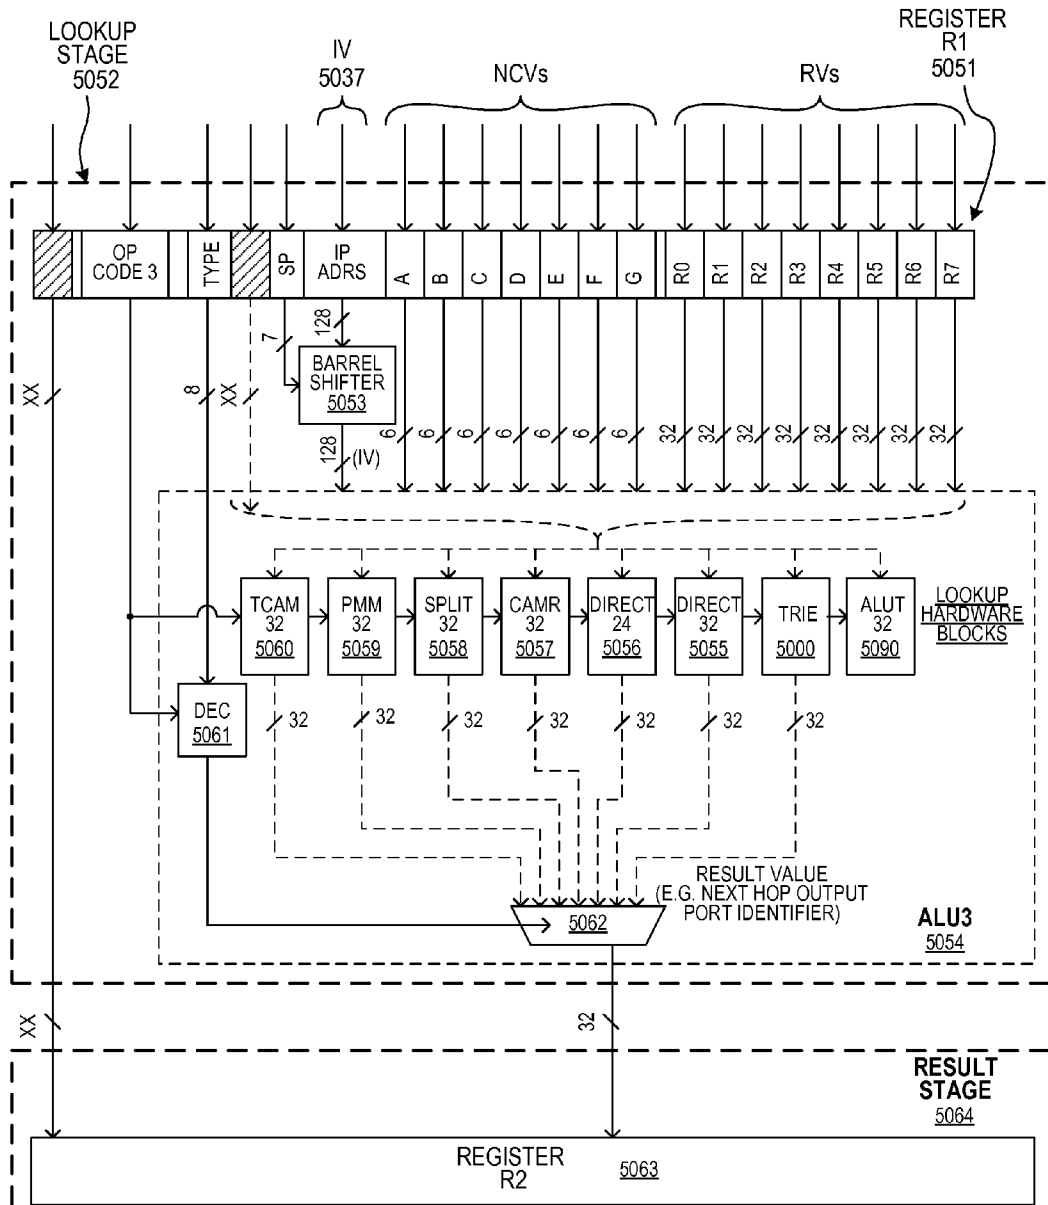 LOOKUP
STAGE
5052
IV
5037
NCVs
RVs
REGISTER
R1
5051
OP
CODE 3
TYPE
SP
IP
ADRS
A
B
C
D
E
F
G
R0
R1
R2
R3
R4
R5
R6
R7
XX
8
XX
7
128
BARREL
SHIFTER
5053
128
(IV)
6
6
6
6
6
6
6
32
32
32
32
32
32
32
32
TCAM
32
5060
PMM
32
5059
SPLIT
32
5058
CAMR
32
5057
DIRECT
24
5056
DIRECT
32
5055
TRIE
5000
ALUT
32
5090
LOOKUP
HARDWARE
BLOCKS
DEC
5061
32
32
32
32
32
32
32
RESULT VALUE
(E.G. NEXT HOP OUTPUT
PORT IDENTIFIER)
5062
ALU3
5054
XX
32
RESULT
STAGE
5064
REGISTER
R2
5063